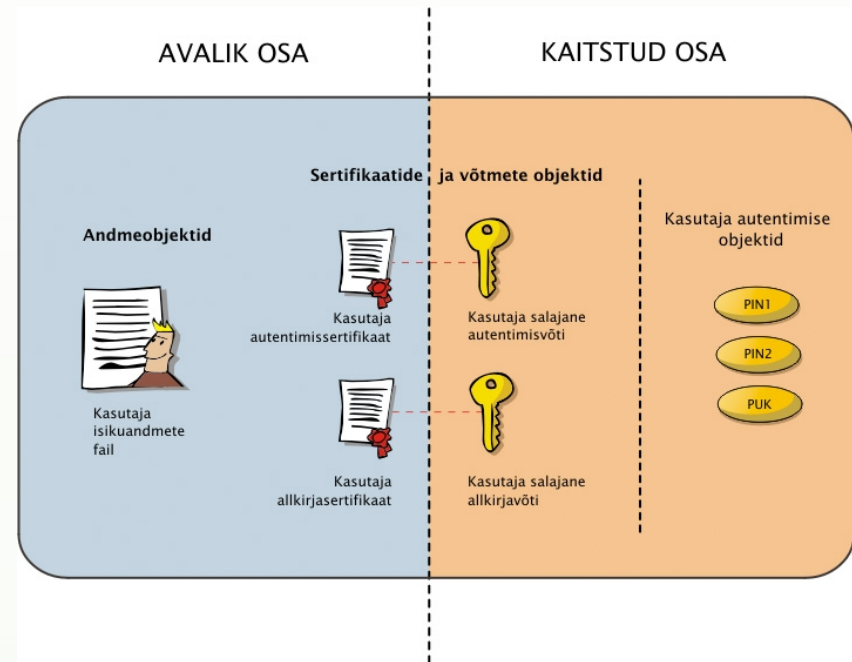 AVALIK OSA
KAITSTUD OSA
Sertifikaatide ja võtmete objektid
Andmeobjektid
Kasutaja
isikuandmete
fail
Kasutaja
autentimissertifikaat
Kasutaja salajane
autentimisvõti
Kasutaja
allkirjasertifikaat
Kasutaja salajane
allkirjavõti
Kasutaja autentimise
objektid
PIN1
PIN2
PUK